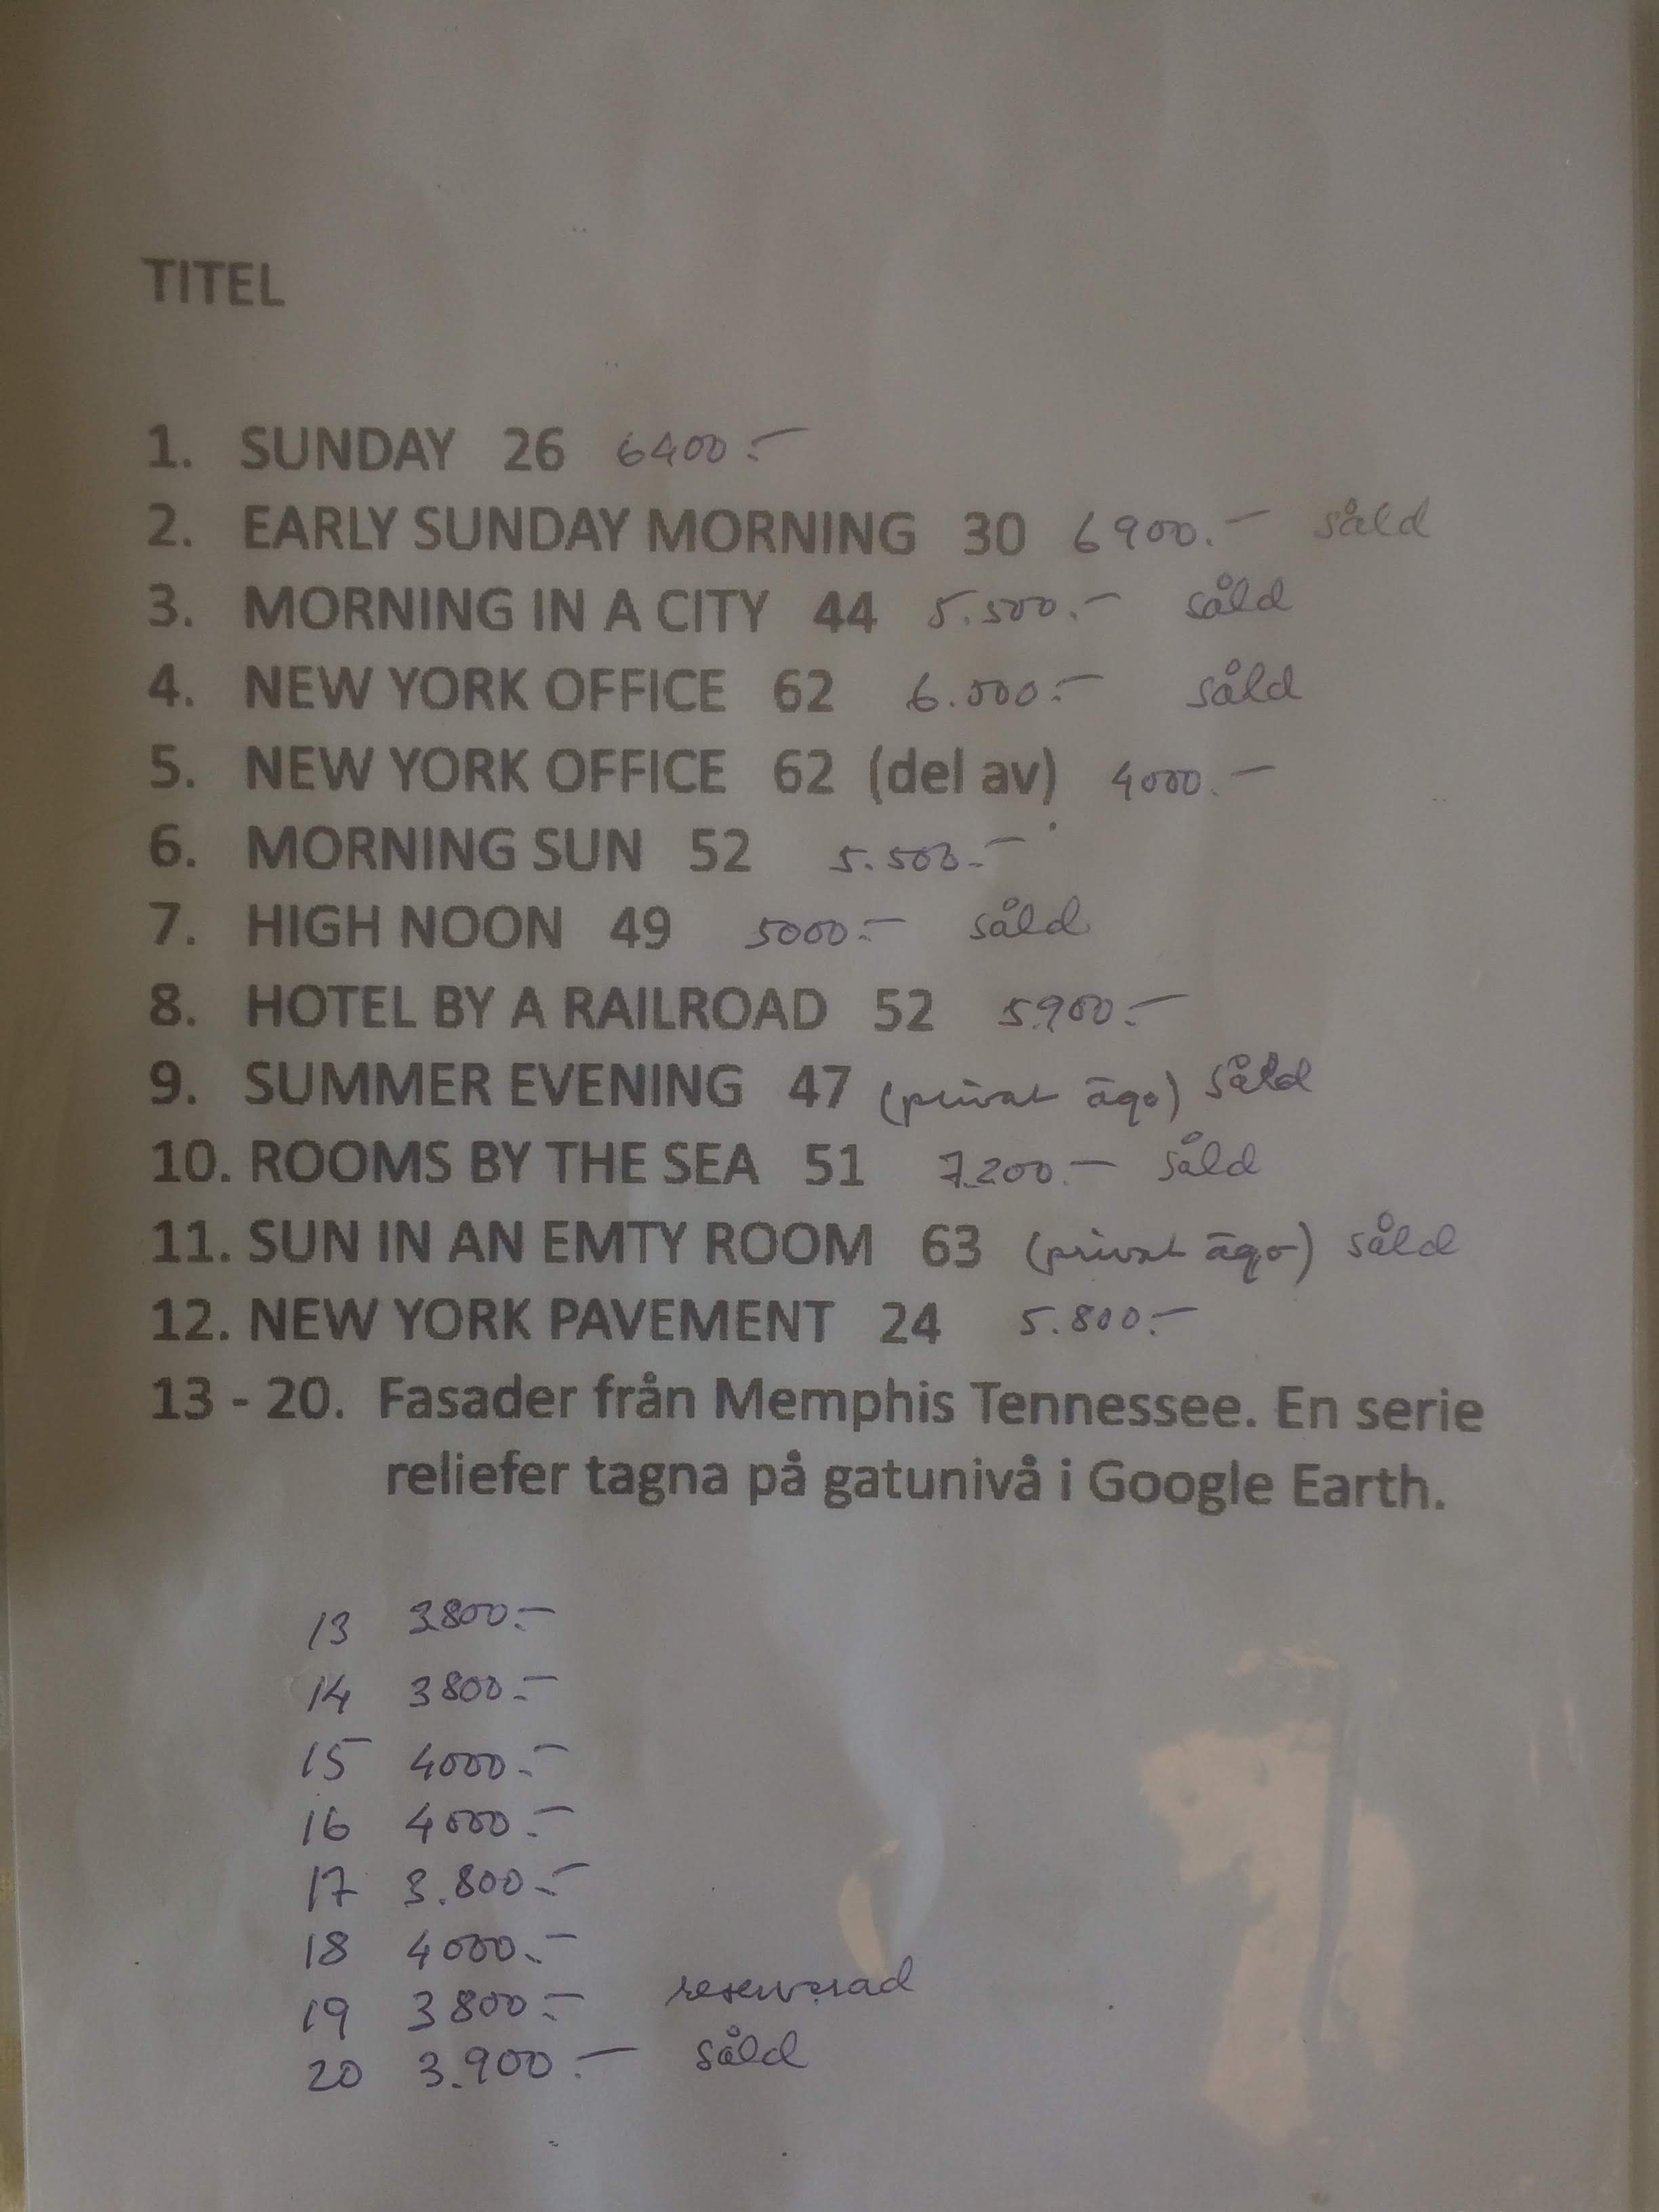 TITEL
1. SUNDAY 26 6400:-
2. EARLY SUNDAY MORNING 30 6900.- såld
3. MORNING IN A CITY 44 5.500.- såld
4. NEW YORK OFFICE 62 6.000:- såld
5. NEW YORK OFFICE 62 (del av) 4000.-
6. MORNING SUN 52 5.500.-
7. HIGH NOON 49 5000:- såld
8. HOTEL BY A RAILROAD 52 5.900:-
9. SUMMER EVENING 47 (privat ägo) såld
10. ROOMS BY THE SEA 51 7.200.- såld
11. SUN IN AN EMTY ROOM 63 (privat ägo) såld
12. NEW YORK PAVEMENT 24 5.800:-
13 - 20. Fasader från Memphis Tennessee. En serie
reliefer tagna på gatunivå i Google Earth.
13 3800:-
14 3800:-
15 4000:-
16 4000:-
17 3.800:-
18 4000:-
19 3800:- reserverad
20 3.900:- såld